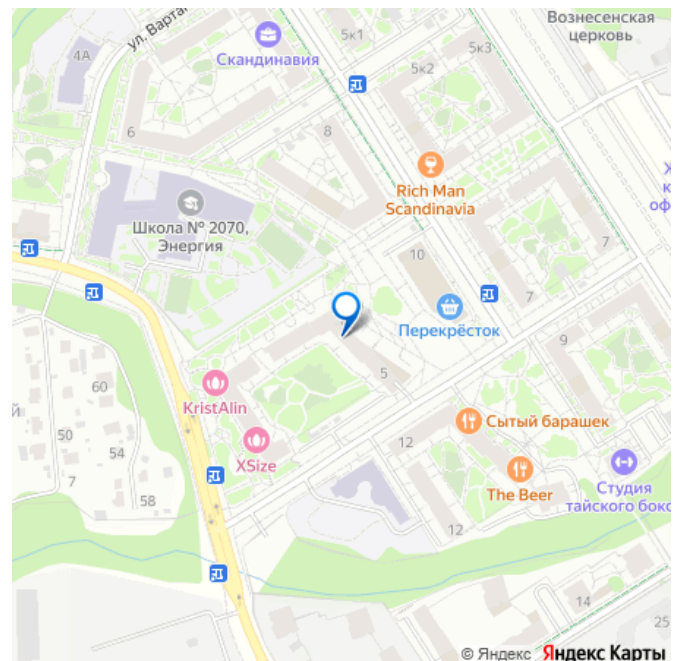 Вознесенская
церковь
ул. Варта
5к1
5к3
4А
Скандинавия
5к2
6
8
Rich Man
Scandinavia
Школа № 2070,
Энергия
10
7
7
Перекрёсток
9
5
60
KristAlin
й
Сытый барашек
50
12
54
XSize
The Beer
Студия
тайского бокс
7
58
12
14
25
© Яндекс Яндекс Карты